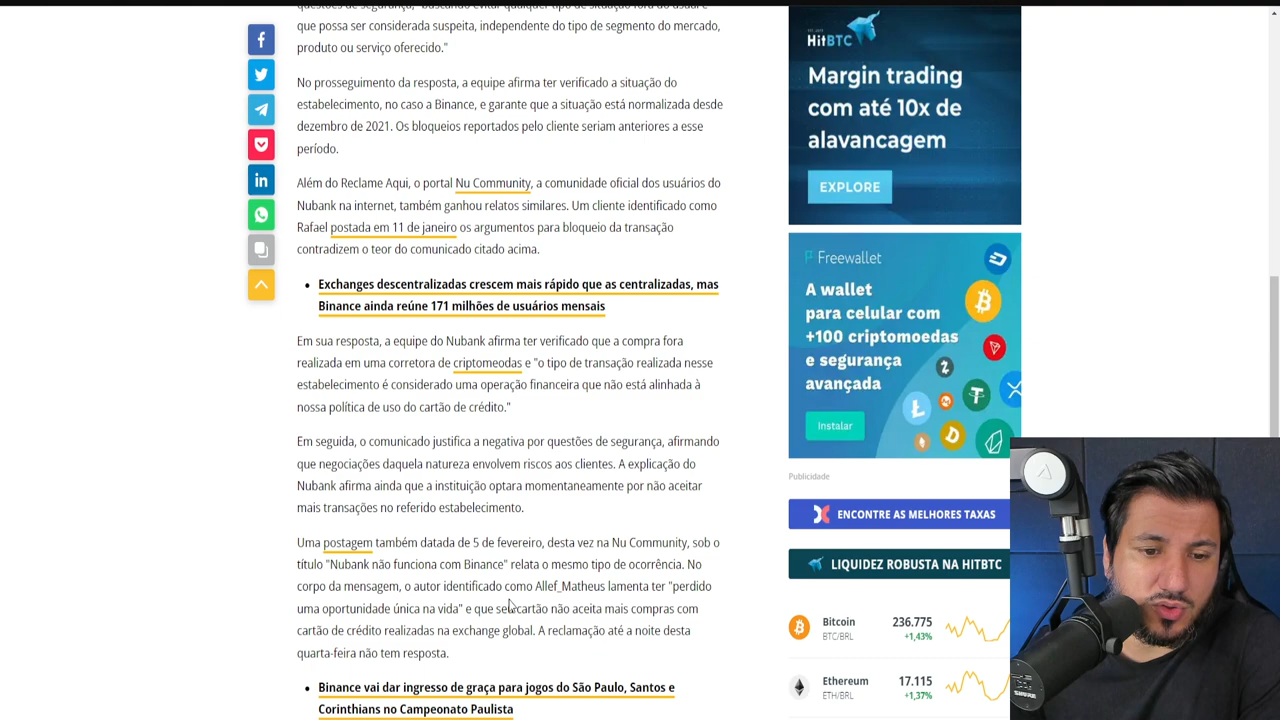 que possa ser considerada suspeita, independente do tipo de segmento do mercado,
produto ou serviço oferecido."
No prosseguimento da resposta, a equipe afirma ter verificado a situação do
estabelecimento, no caso a Binance, e garante que a situação está normalizada desde
dezembro de 2021. Os bloqueios reportados pelo cliente seriam anteriores a esse
período.
Além do Reclame Aqui, o portal Nu Community, a comunidade oficial dos usuários do
Nubank na internet, também ganhou relatos similares. Um cliente identificado como
Rafael postada em 11 de janeiro os argumentos para bloqueio da transação
contradizem o teor do comunicado citado acima.
• Exchanges descentralizadas crescem mais rápido que as centralizadas, mas
Binance ainda reúne 171 milhões de usuários mensais
Em sua resposta, a equipe do Nubank afirma ter verificado que a compra fora
realizada em uma corretora de criptomeodas e "o tipo de transação realizada nesse
estabelecimento é considerado uma operação financeira que não está alinhada à
nossa política de uso do cartão de crédito."
Em seguida, o comunicado justifica a negativa por questões de segurança, afirmando
que negociações daquela natureza envolvem riscos aos clientes. A explicação do
Nubank afirma ainda que a instituição optara momentaneamente por não aceitar
mais transações no referido estabelecimento.
Uma postagem também datada de 5 de fevereiro, desta vez na Nu Community, sob o
título "Nubank não funciona com Binance" relata o mesmo tipo de ocorrência. No
corpo da mensagem, o autor identificado como Allef_Matheus lamenta ter "perdido
uma oportunidade única na vida" e que seu cartão não aceita mais compras com
cartão de crédito realizadas na exchange global. A reclamação até a noite desta
quarta-feira não tem resposta.
• Binance vai dar ingresso de graça para jogos do São Paulo, Santos e
Corinthians no Campeonato Paulista
HitBTC
Margin trading
com até 10x de
alavancagem
EXPLORE
Freewallet
A wallet
para celular com
+100 criptomoedas
e segurança
avançada
Instalar
Publicidade
ENCONTRE AS MELHORES TAXAS
LIQUIDEZ ROBUSTA NA HITBTC
Bitcoin 236.775
BTC/BRL +1,43%
Ethereum 17.115
ETH/BRL +1,37%